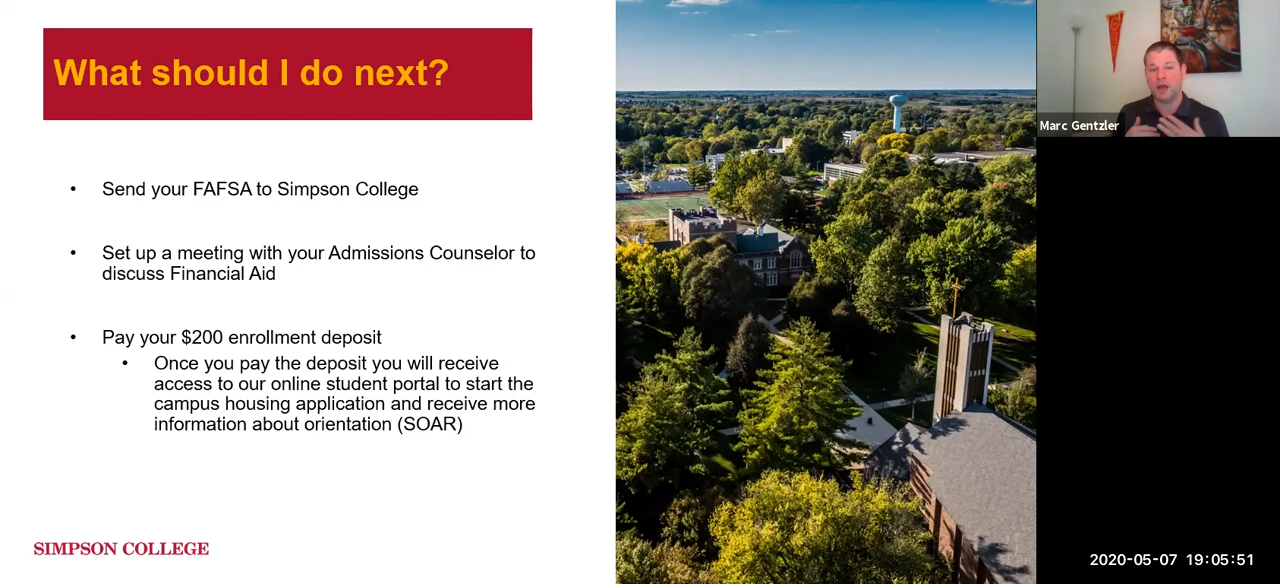 What should I do next?
• Send your FAFSA to Simpson College
• Set up a meeting with your Admissions Counselor to
discuss Financial Aid
• Pay your $200 enrollment deposit
• Once you pay the deposit you will receive
access to our online student portal to start the
campus housing application and receive more
information about orientation (SOAR)
SIMPSON COLLEGE
Marc Gentzler
2020-05-07 19:05:51